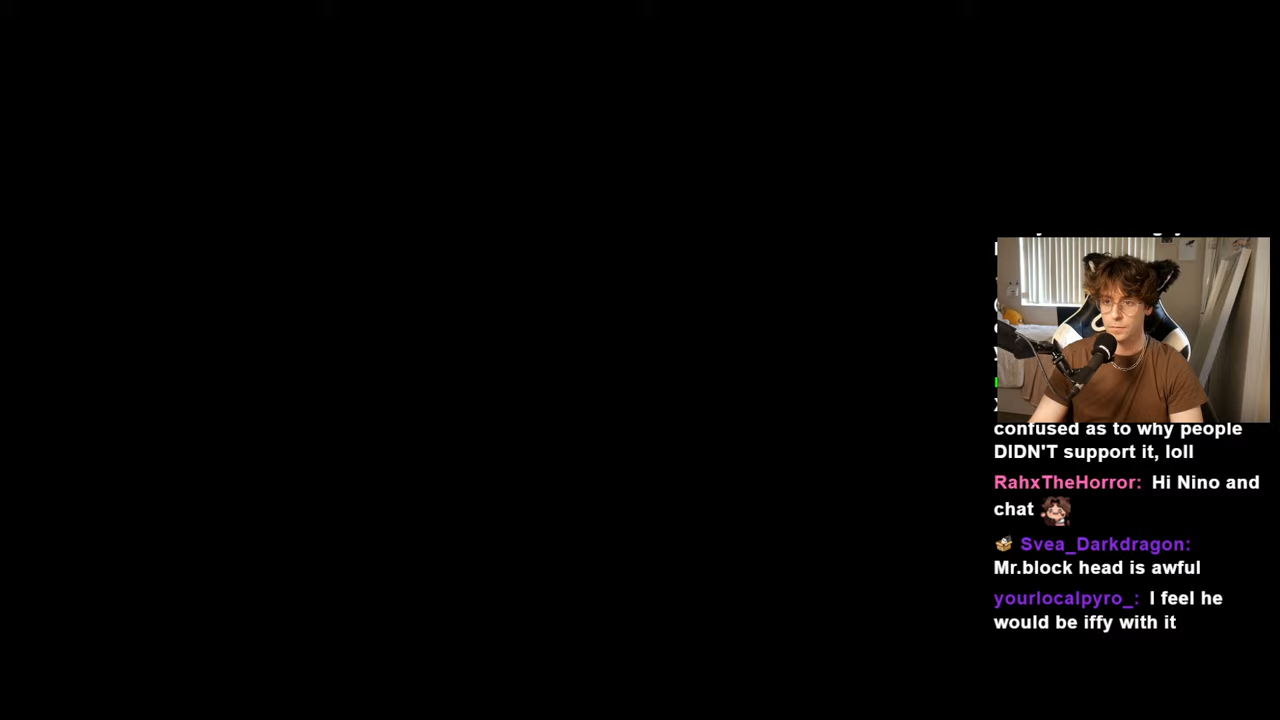 confused as to why people
DIDN'T support it, loll
RahxTheHorror: Hi Nino and
chat
Svea_Darkdragon:
Mr.block head is awful
yourlocalpyro_: I feel he
would be iffy with it